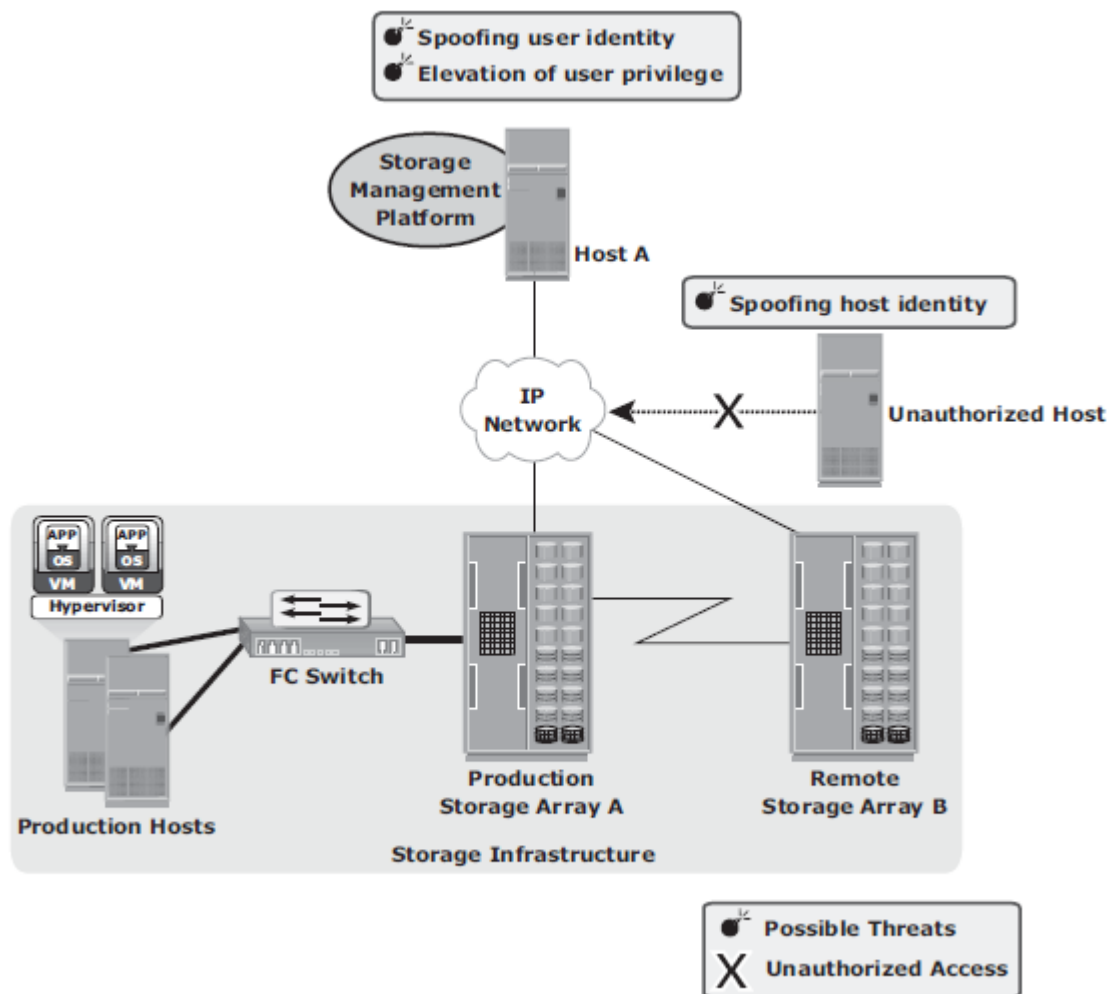 Spoofing user identity
Elevation of user privilege
Storage
Management
Platform
Host A
Spoofing host identity
IP
Network
X
Unauthorized Host
APP
OS
VM
APP
OS
VM
Hypervisor
FC Switch
Production Hosts
Production
Storage Array A
Remote
Storage Array B
Storage Infrastructure
Possible Threats
X Unauthorized Access